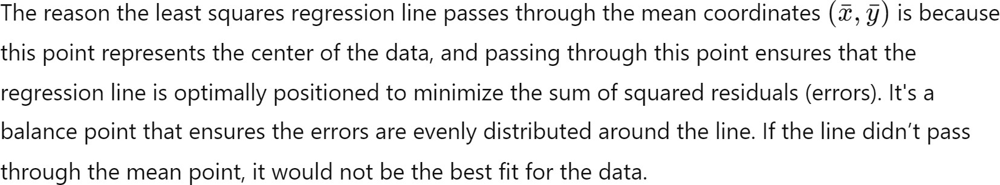 The reason the least squares regression line passes through the mean coordinates (x̄, ȳ) is because
this point represents the center of the data, and passing through this point ensures that the
regression line is optimally positioned to minimize the sum of squared residuals (errors). It's a
balance point that ensures the errors are evenly distributed around the line. If the line didn’t pass
through the mean point, it would not be the best fit for the data.